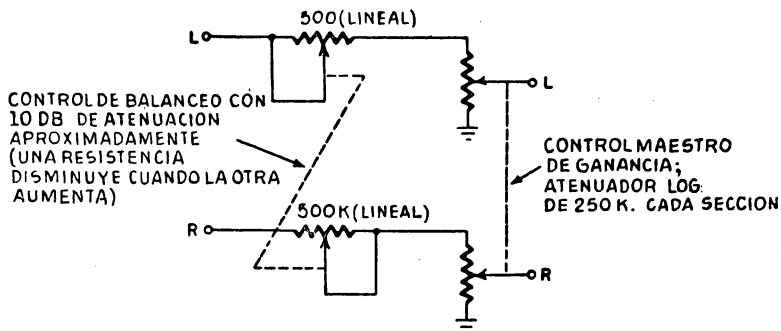 500(LINEAL)
L
L
CONTROL DE BALANCEO CON
10 DB DE ATENUACION
APROXIMADAMENTE
(UNA RESISTENCIA
DISMINUYE CUANDO LA OTRA
AUMENTA)
CONTROL MAESTRO
DE GANANCIA;
ATENUADOR LOG.
DE 250 K. CADA SECCION
500K(LINEAL)
R
R